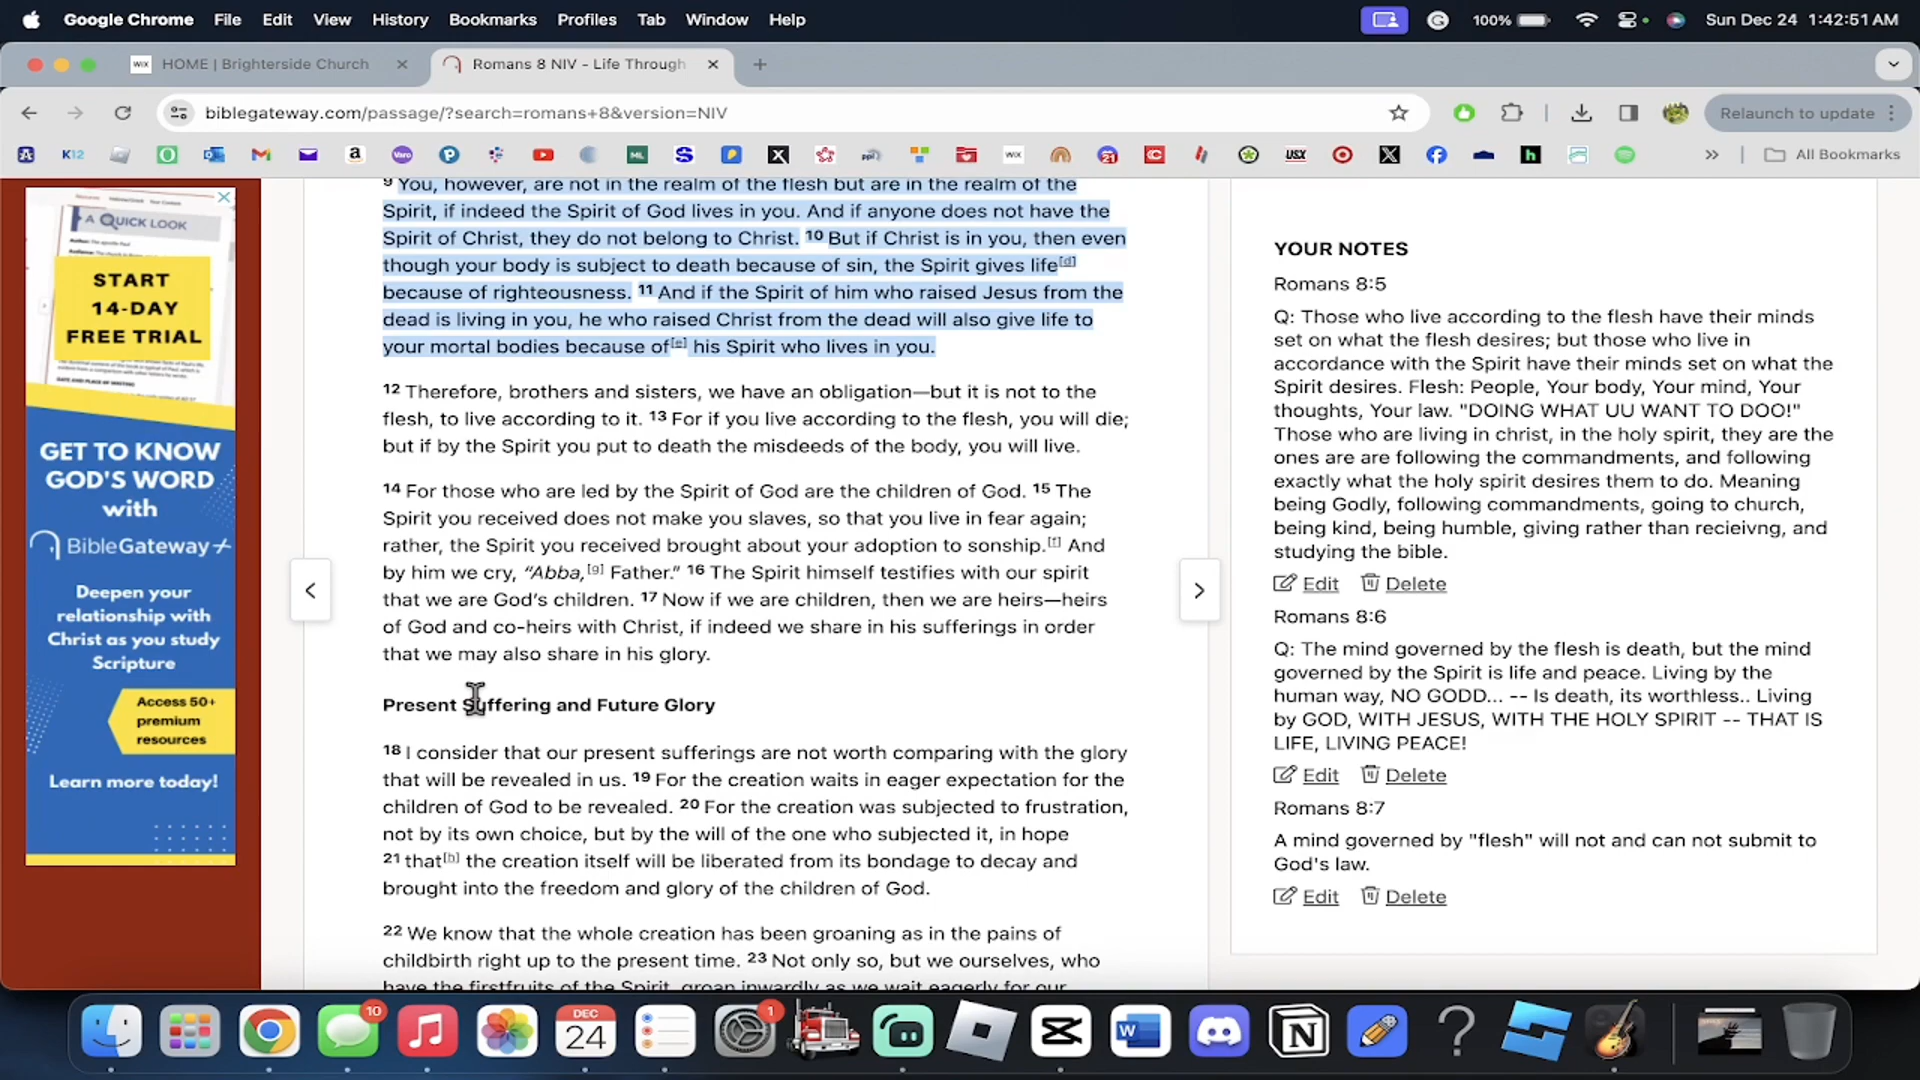 Google Chrome File Edit View History Bookmarks Profiles Tab Window Help 100% Sun Dec 24 1:42:51 AM
HOME | Brighterside Church Romans 8 NIV - Life Through
biblegateway.com/passage/?search=romans+8&version=NIV Relaunch to update
K12 a Varo P ML S ppl X WIX 21 USX h » All Bookmarks
A QUICK LOOK
START
14-DAY
FREE TRIAL
GET TO KNOW
GOD'S WORD
with
BibleGateway+
Deepen your
relationship with
Christ as you study
Scripture
Access 50+
premium
resources
Learn more today!
9 You, however, are not in the realm of the flesh but are in the realm of the
Spirit, if indeed the Spirit of God lives in you. And if anyone does not have the
Spirit of Christ, they do not belong to Christ. 10 But if Christ is in you, then even
though your body is subject to death because of sin, the Spirit gives life[d]
because of righteousness. 11 And if the Spirit of him who raised Jesus from the
dead is living in you, he who raised Christ from the dead will also give life to
your mortal bodies because of[e] his Spirit who lives in you.
12 Therefore, brothers and sisters, we have an obligation—but it is not to the
flesh, to live according to it. 13 For if you live according to the flesh, you will die;
but if by the Spirit you put to death the misdeeds of the body, you will live.
14 For those who are led by the Spirit of God are the children of God. 15 The
Spirit you received does not make you slaves, so that you live in fear again;
rather, the Spirit you received brought about your adoption to sonship.[f] And
by him we cry, “Abba,[g] Father.” 16 The Spirit himself testifies with our spirit
that we are God’s children. 17 Now if we are children, then we are heirs—heirs
of God and co-heirs with Christ, if indeed we share in his sufferings in order
that we may also share in his glory.
Present Suffering and Future Glory
18 I consider that our present sufferings are not worth comparing with the glory
that will be revealed in us. 19 For the creation waits in eager expectation for the
children of God to be revealed. 20 For the creation was subjected to frustration,
not by its own choice, but by the will of the one who subjected it, in hope
21 that[h] the creation itself will be liberated from its bondage to decay and
brought into the freedom and glory of the children of God.
22 We know that the whole creation has been groaning as in the pains of
childbirth right up to the present time. 23 Not only so, but we ourselves, who
have the firstfruits of the Spirit, groan inwardly as we wait eagerly for our
YOUR NOTES
Romans 8:5
Q: Those who live according to the flesh have their minds
set on what the flesh desires; but those who live in
accordance with the Spirit have their minds set on what the
Spirit desires. Flesh: People, Your body, Your mind, Your
thoughts, Your law. "DOING WHAT UU WANT TO DOO!"
Those who are living in christ, in the holy spirit, they are the
ones are are following the commandments, and following
exactly what the holy spirit desires them to do. Meaning
being Godly, following commandments, going to church,
being kind, being humble, giving rather than recieivng, and
studying the bible.
Edit Delete
Romans 8:6
Q: The mind governed by the flesh is death, but the mind
governed by the Spirit is life and peace. Living by the
human way, NO GODD... -- Is death, its worthless.. Living
by GOD, WITH JESUS, WITH THE HOLY SPIRIT -- THAT IS
LIFE, LIVING PEACE!
Edit Delete
Romans 8:7
A mind governed by "flesh" will not and can not submit to
God's law.
Edit Delete
10 DEC 24 1 W N ?